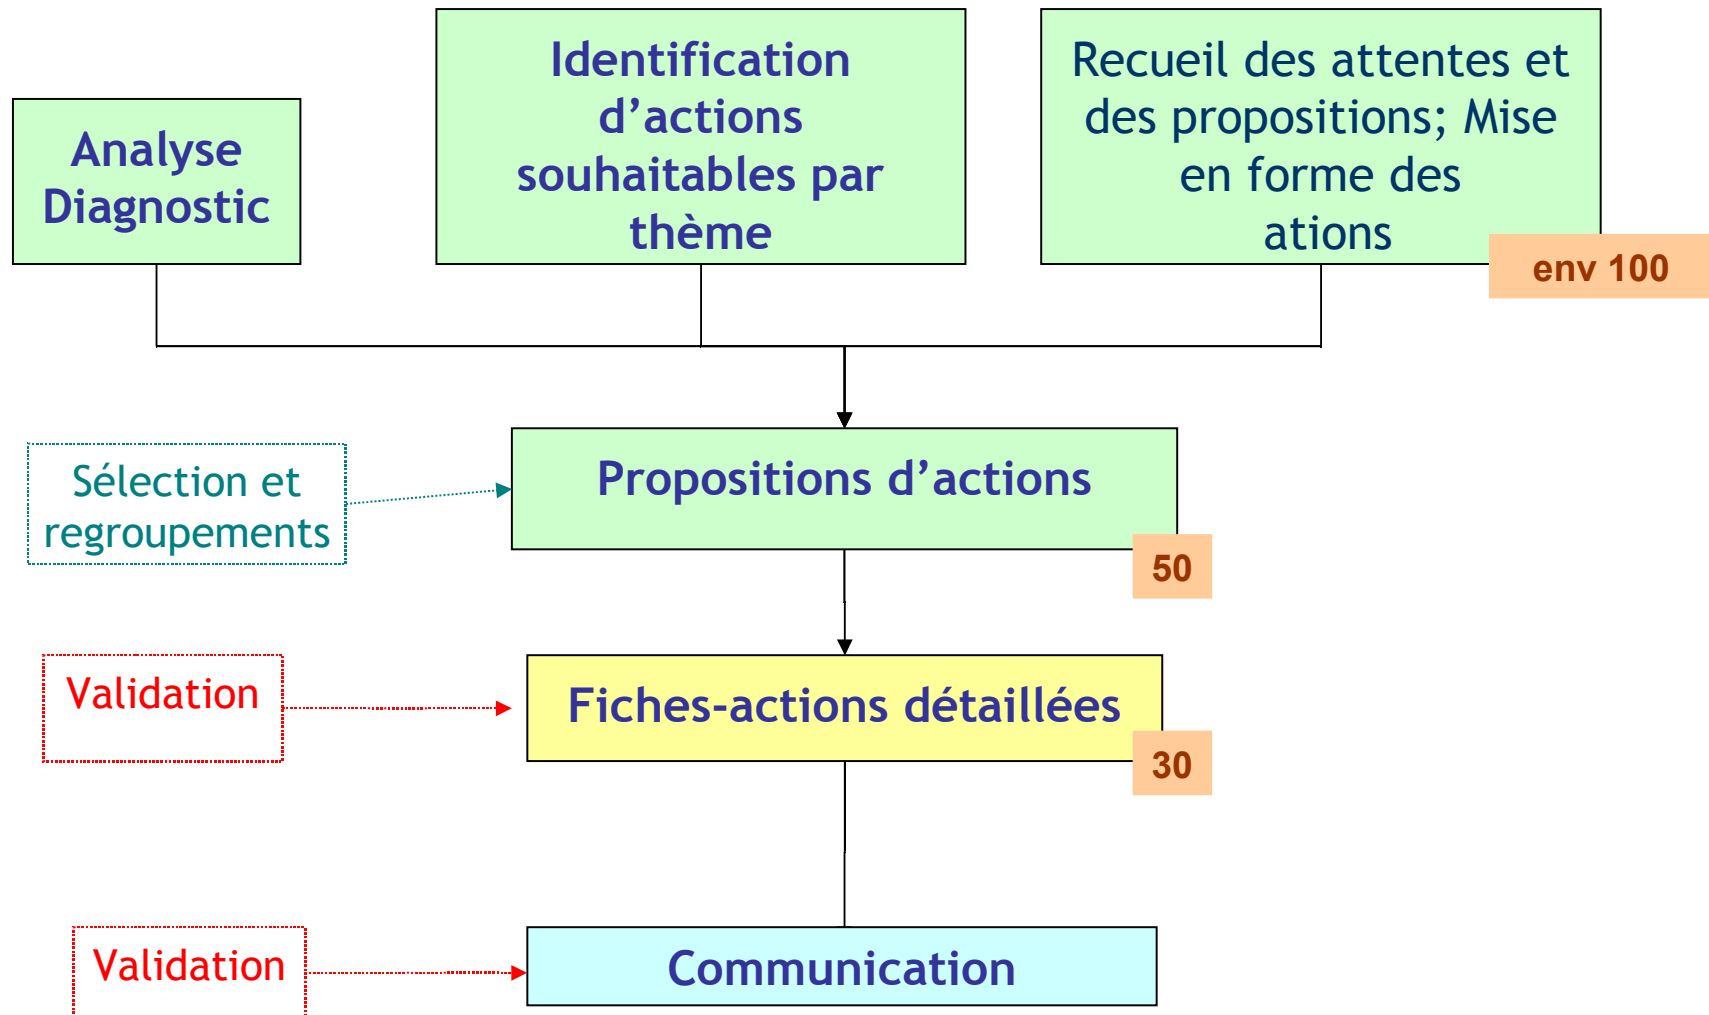 Analyse
Diagnostic
Identification
d’actions
souhaitables par
thème
Recueil des attentes et
des propositions; Mise
en forme des
ations
env 100
Sélection et
regroupements
Propositions d’actions
50
Validation
Fiches-actions détaillées
30
Validation
Communication